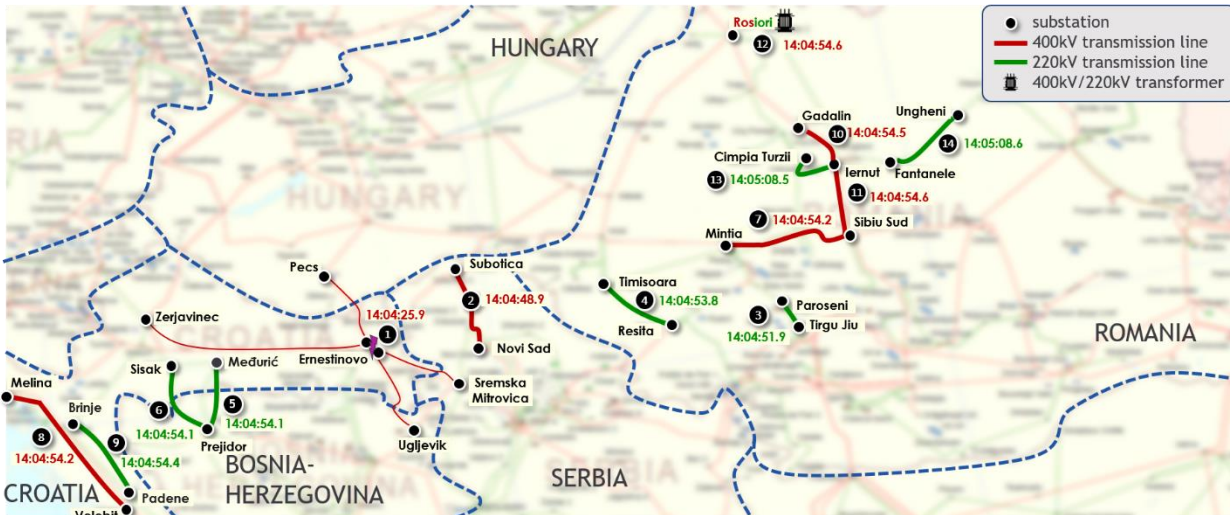 HUNGARY
Rosiori
12
14:04:54.6
substation
400kV transmission line
220kV transmission line
400kV/220kV transformer
Gadalin
10
14:04:54.5
Ungheni
14
14:05:08.6
Cimpia Turzii
13
14:05:08.5
Iernut
Fantanele
11
14:04:54.6
HUNGARY
7
14:04:54.2
Mintia
Sibiu Sud
Pecs
Subotica
2
14:04:48.9
Timisoara
4
14:04:53.8
Resita
Paroseni
3
14:04:51.9
Tirgu Jiu
ROMANIA
Zerjavinec
14:04:25.9
1
Ernestinovo
Novi Sad
Sisak
Međurić
Sremska
Mitrovica
Melina
Brinje
6
14:04:54.1
5
14:04:54.1
Prejidor
Ugljevik
8
14:04:54.2
9
14:04:54.4
BOSNIA-
HERZEGOVINA
SERBIA
CROATIA
Padene